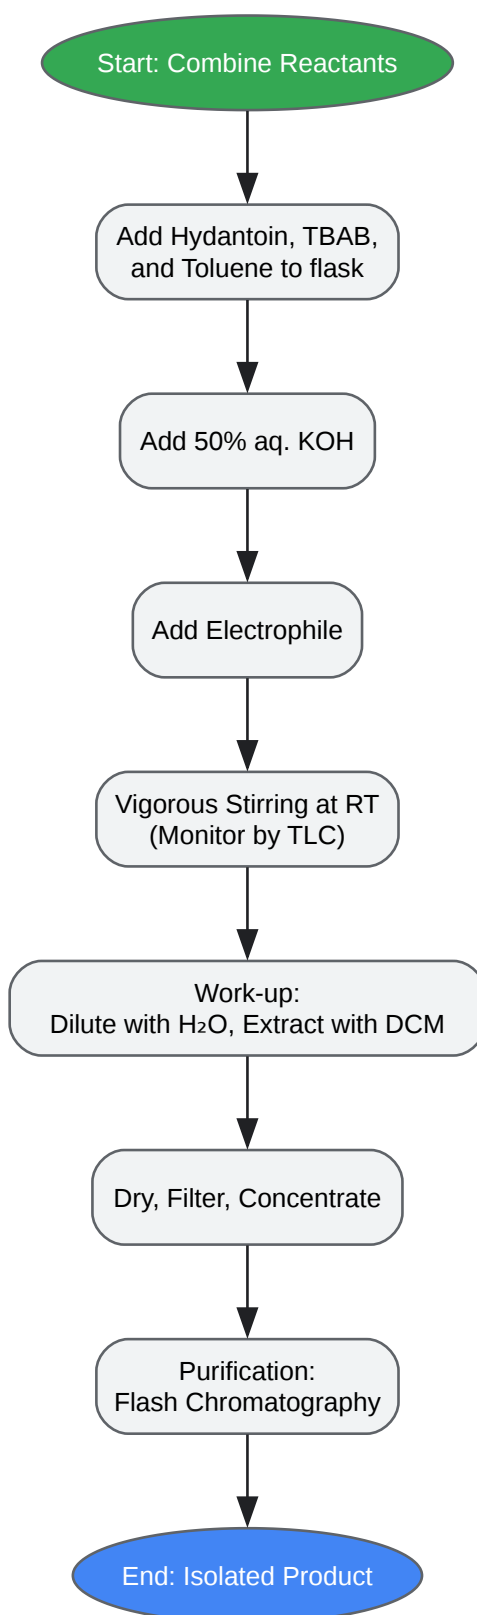 Start: Combine Reactants
Add Hydantoin, TBAB,
and Toluene to flask
Add 50% aq. KOH
Add Electrophile
Vigorous Stirring at RT
(Monitor by TLC)
Work-up:
Dilute with H₂O, Extract with DCM
Dry, Filter, Concentrate
Purification:
Flash Chromatography
End: Isolated Product